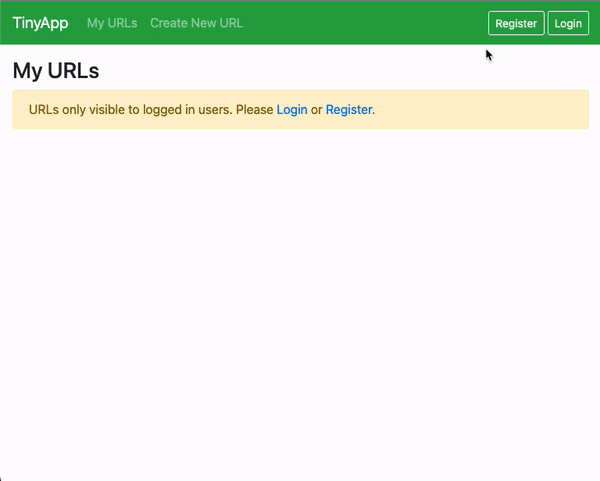 TinyApp My URLs Create New URL Register Login
My URLs
URLs only visible to logged in users. Please Login or Register.